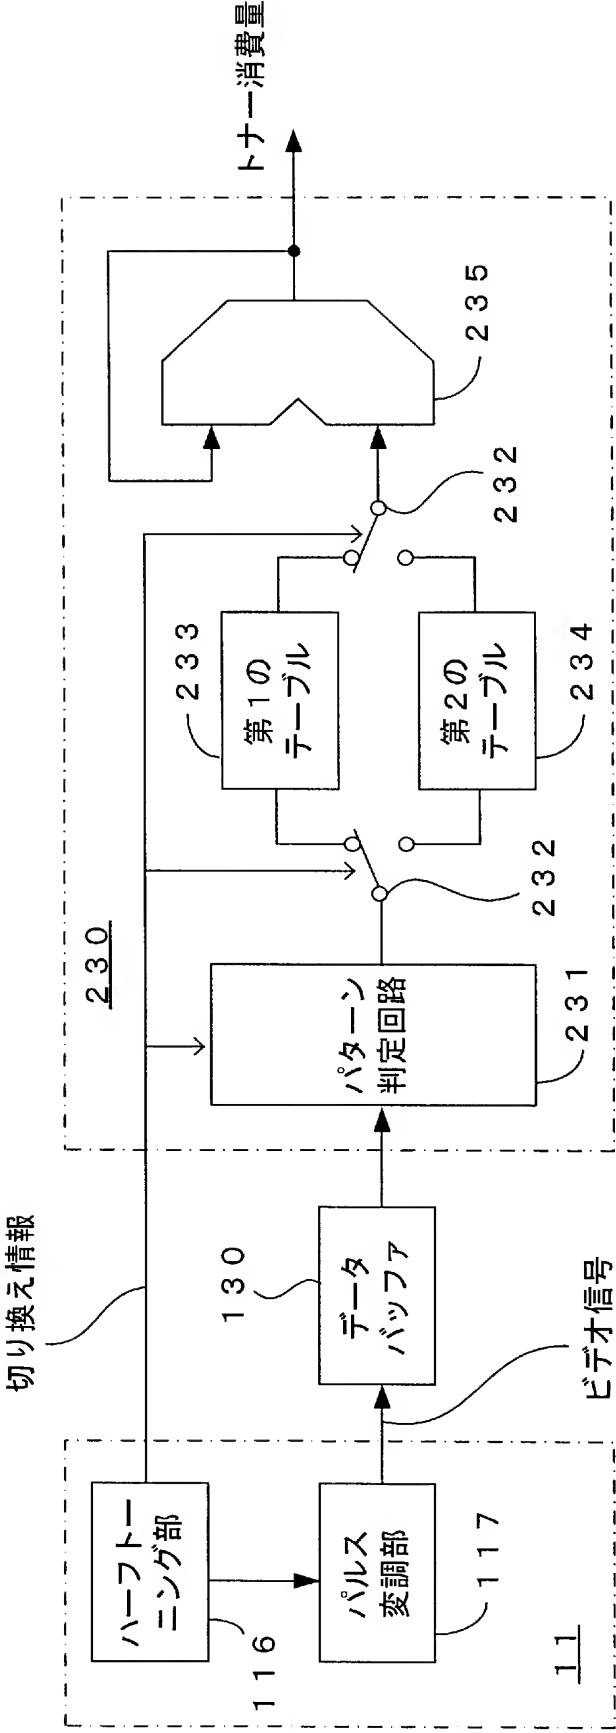 切り換え情報
ハーフトー
ニング部
116
パルス
変調部
117
11
ビデオ信号
データ
バッファ
130
230
パターン
判定回路
231
232
第1の
テーブル
233
第2の
テーブル
234
232
235
トナー消費量